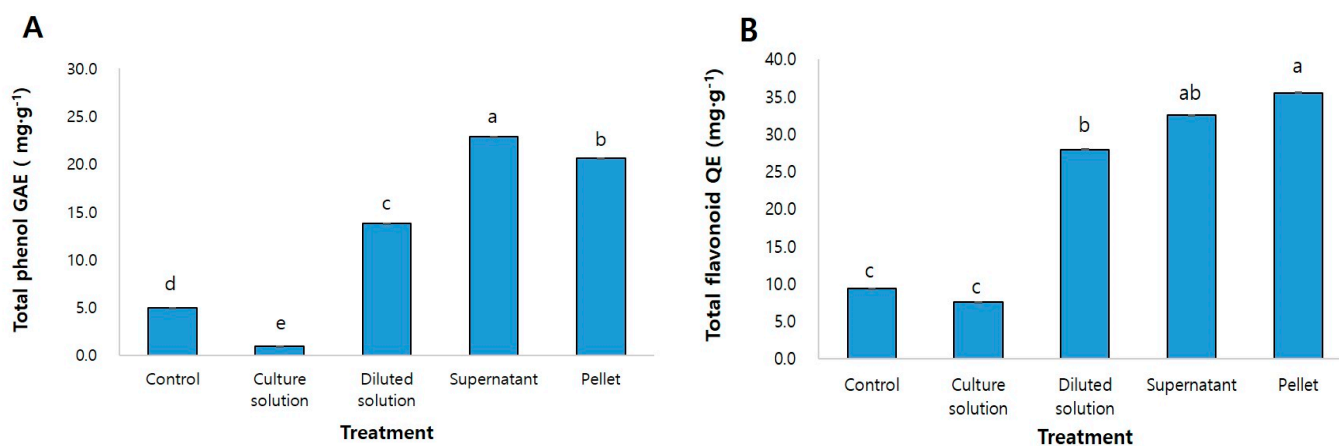 A
Total phenol GAE ( mg·g⁻¹)
30.0
25.0
20.0
15.0
10.0
5.0
0.0
d
e
c
a
b
Control
Culture
solution
Diluted
solution
Supernatant
Pellet
Treatment
B
Total flavonoid QE (mg·g⁻¹)
40.0
35.0
30.0
25.0
20.0
15.0
10.0
5.0
0.0
c
c
b
ab
a
Control
Culture
solution
Diluted
solution
Supernatant
Pellet
Treatment